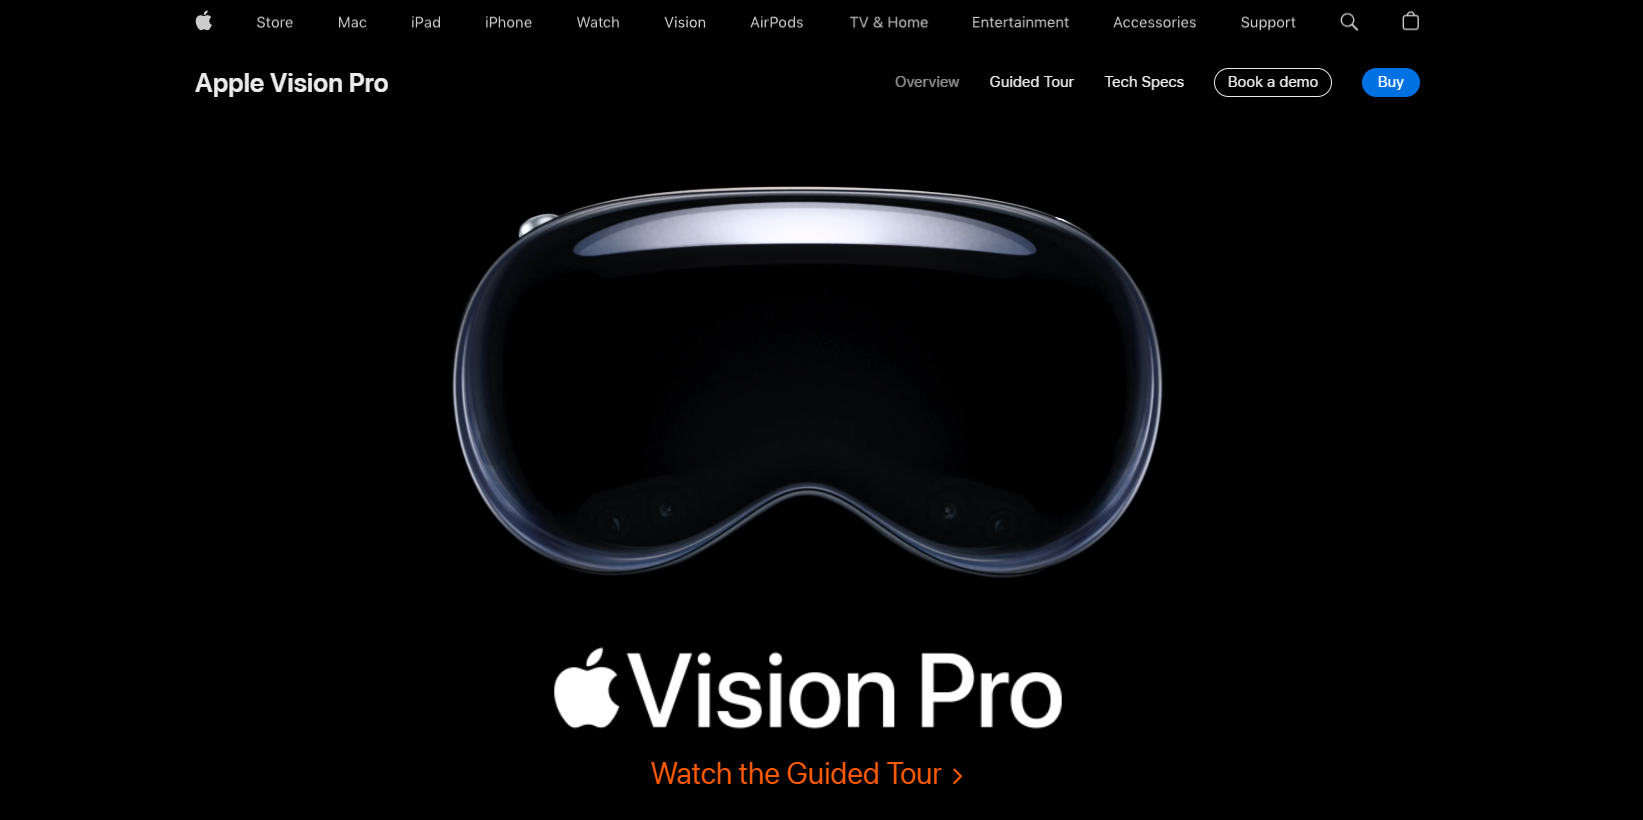 Store Mac iPad iPhone Watch Vision AirPods TV & Home Entertainment Accessories Support
Apple Vision Pro Overview Guided Tour Tech Specs Book a demo Buy
Vision Pro
Watch the Guided Tour >